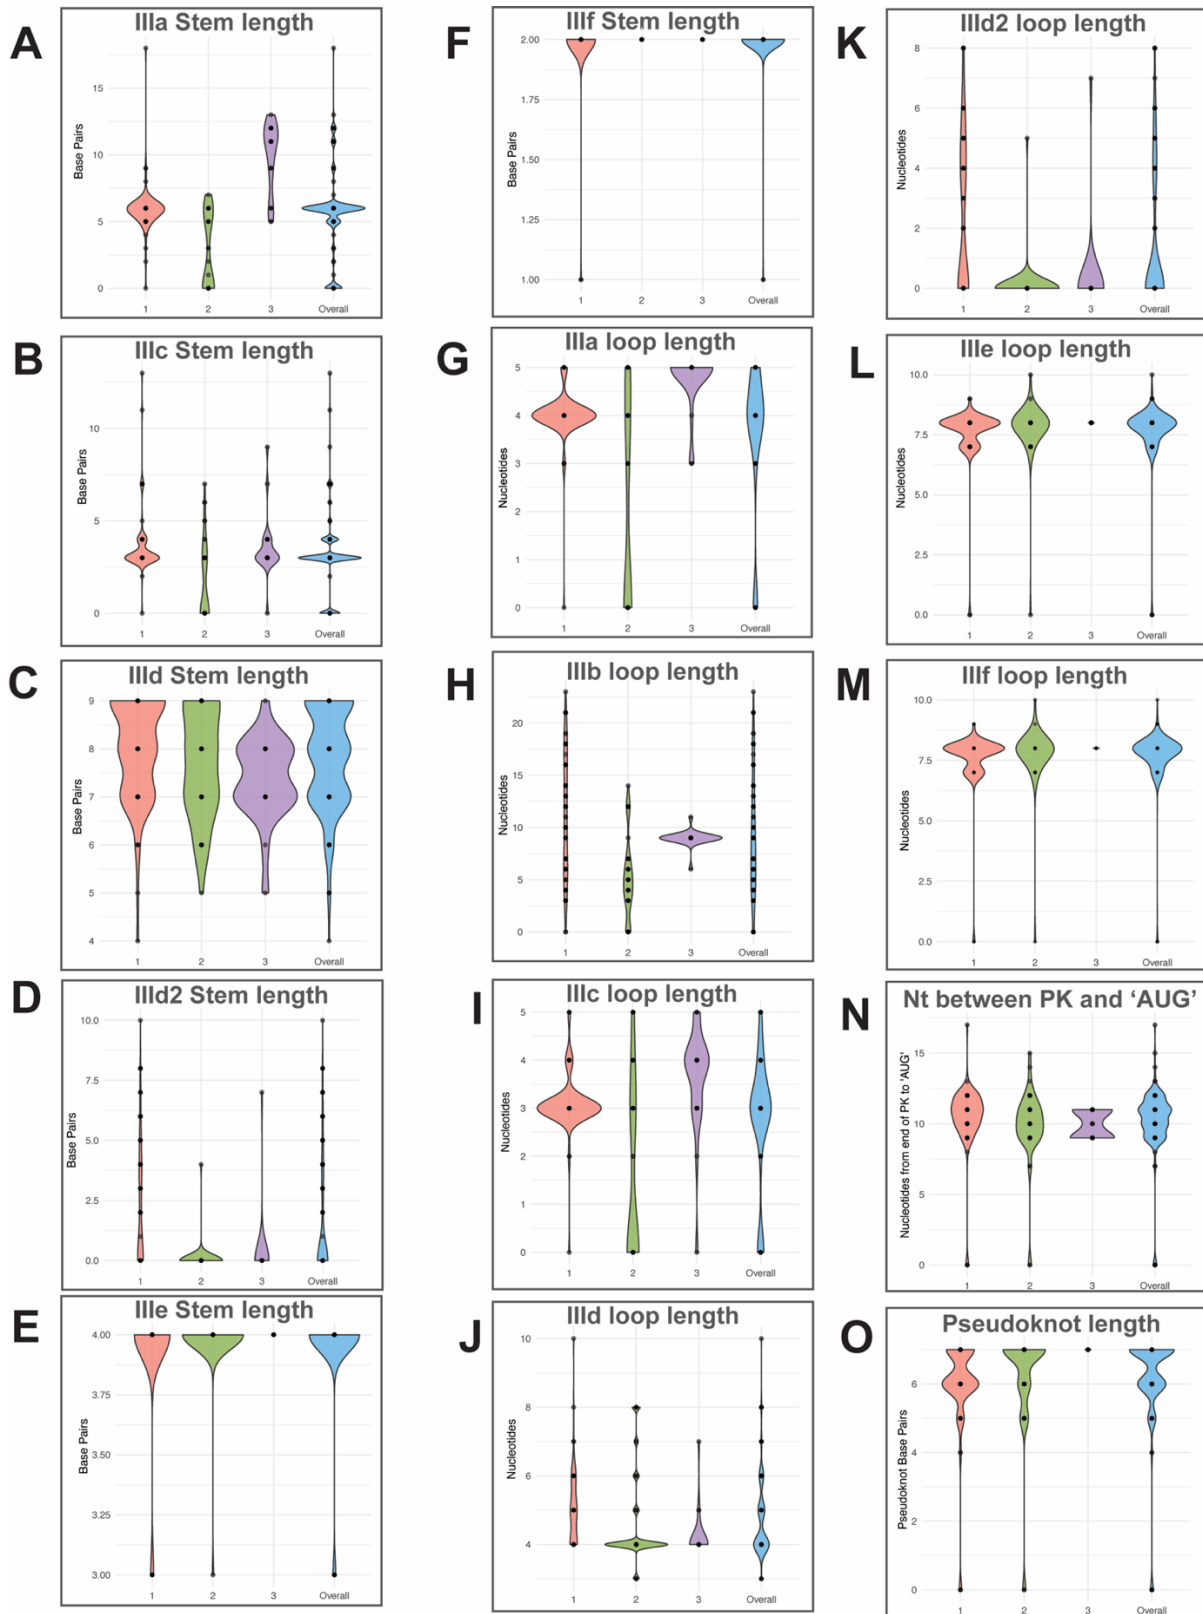 A
IIIa Stem length
Base Pairs
15
10
5
0
1 2 3 Overall
B
IIIc Stem length
Base Pairs
10
5
0
1 2 3 Overall
C
IIId Stem length
Base Pairs
9
8
7
6
5
4
1 2 3 Overall
D
IIId2 Stem length
Base Pairs
10.0
7.5
5.0
2.5
0.0
1 2 3 Overall
E
IIIe Stem length
Base Pairs
4.00
3.75
3.50
3.25
3.00
1 2 3 Overall
F
IIIf Stem length
Base Pairs
2.00
1.75
1.50
1.25
1.00
1 2 3 Overall
G
IIIa loop length
Nucleotides
5
4
3
2
1
0
1 2 3 Overall
H
IIIb loop length
Nucleotides
20
15
10
5
0
1 2 3 Overall
I
IIIc loop length
Nucleotides
5
4
3
2
1
0
1 2 3 Overall
J
IIId loop length
Nucleotides
10
8
6
4
1 2 3 Overall
K
IIId2 loop length
Nucleotides
8
6
4
2
0
1 2 3 Overall
L
IIIe loop length
Nucleotides
10.0
7.5
5.0
2.5
0.0
1 2 3 Overall
M
IIIf loop length
Nucleotides
10.0
7.5
5.0
2.5
0.0
1 2 3 Overall
N
Nt between PK and ‘AUG’
Nucleotides from end of PK to ‘AUG’
15
10
5
0
1 2 3 Overall
O
Pseudoknot length
Pseudoknot Base Pairs
6
4
2
0
1 2 3 Overall